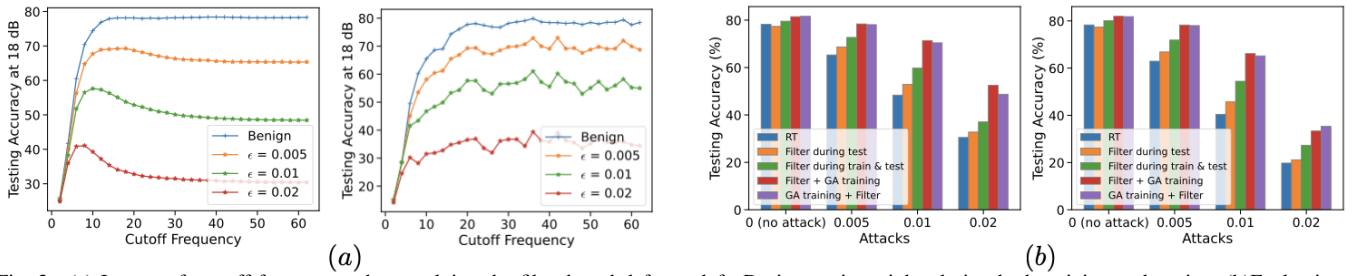 Testing Accuracy at 18 dB
80
70
60
50
40
30
0 10 20 30 40 50 60
Cutoff Frequency
Benign
ϵ = 0.005
ϵ = 0.01
ϵ = 0.02
Testing Accuracy at 18 dB
80
70
60
50
40
30
20
0 10 20 30 40 50 60
Cutoff Frequency
Benign
ϵ = 0.005
ϵ = 0.01
ϵ = 0.02
(a)
Testing Accuracy (%)
80
60
40
20
0
0 (no attack) 0.005 0.01 0.02
Attacks
RT
Filter during test
Filter during train & test
Filter + GA training
GA training + Filter
Testing Accuracy (%)
80
60
40
20
0
0 (no attack) 0.005 0.01 0.02
Attacks
RT
Filter during test
Filter during train & test
Filter + GA training
GA training + Filter
(b)